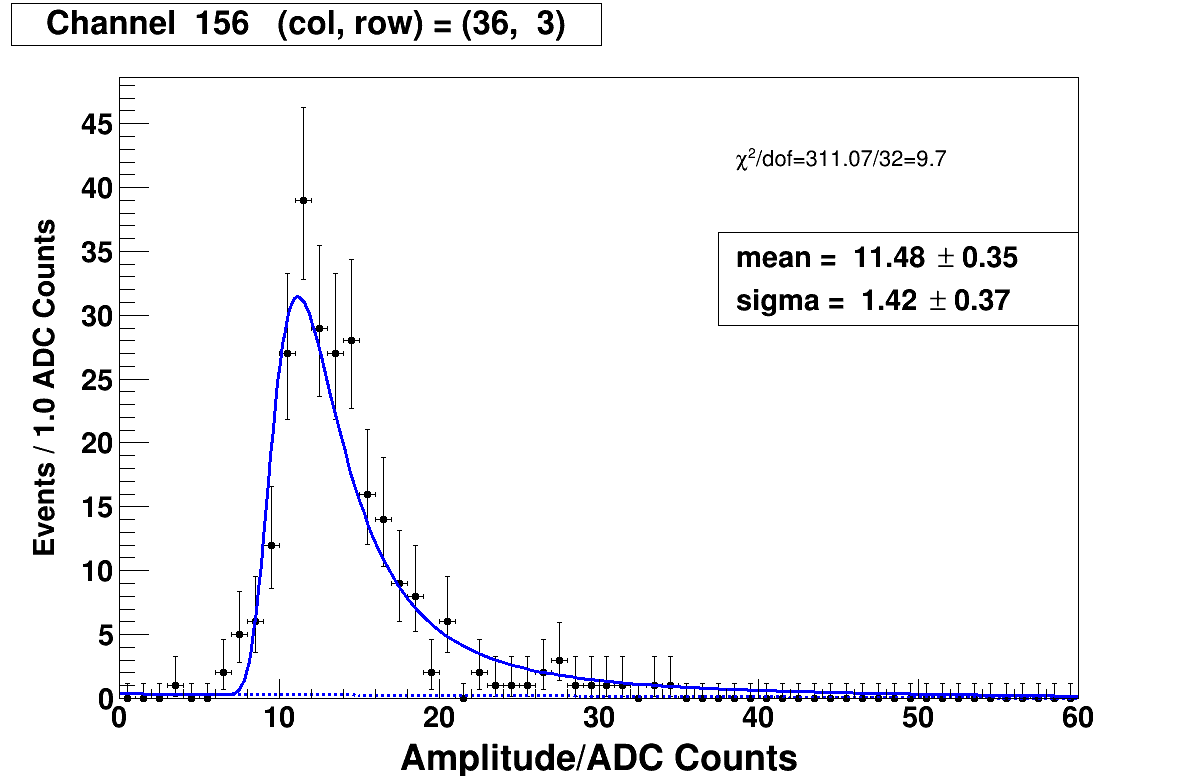 Channel 156 (col, row) = (36, 3)
χ²/dof=311.07/32=9.7
mean = 11.48 ± 0.35
sigma = 1.42 ± 0.37
Events / 1.0 ADC Counts
45
40
35
30
25
20
15
10
5
0
0 10 20 30 40 50 60
Amplitude/ADC Counts